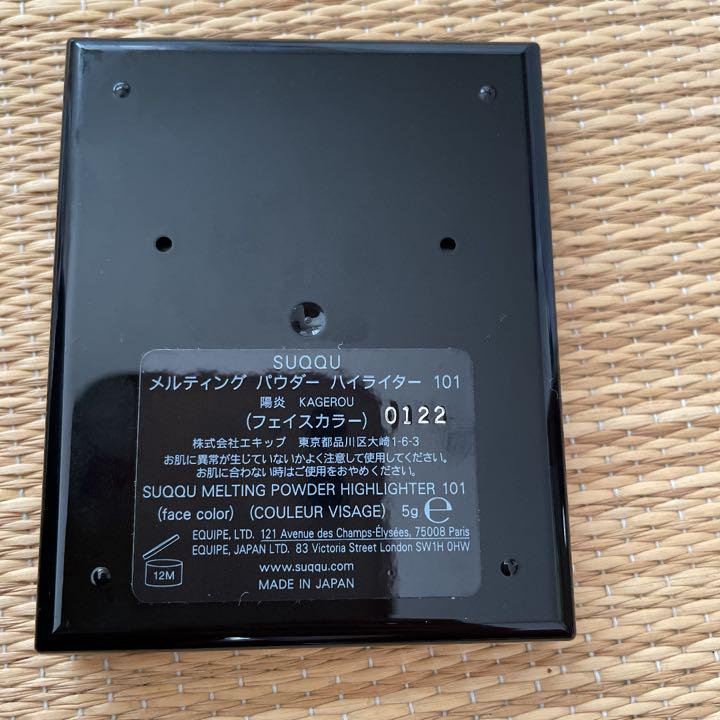 SUQQU
メルティング パウダー ハイライター 101
陽炎 KAGEROU
(フェイスカラー) 0122
株式会社エキップ 東京都品川区大崎1-6-3
お肌に異常が生じていないかよく注意して使用してください。
お肌に合わない時はご使用をおやめください。
SUQQU MELTING POWDER HIGHLIGHTER 101
(face color) (COULEUR VISAGE) 5g ℮
EQUIPE, LTD. 121 Avenue des Champs-Élysées, 75008 Paris
EQUIPE, JAPAN LTD. 83 Victoria Street London SW1H 0HW
12M
www.suqqu.com
MADE IN JAPAN